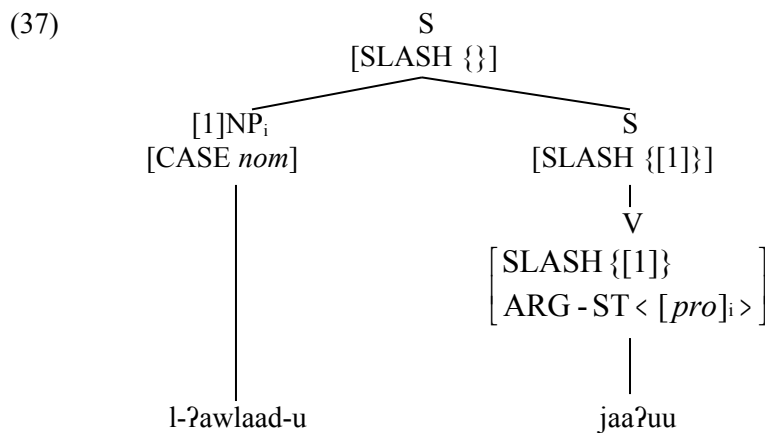 (37) S
[SLASH {}]
[1]NPᵢ S
[CASE nom] [SLASH {[1]}]
V
[SLASH {[1]}
ARG - ST < [pro]ᵢ >]
l-ʔawlaad-u jaaʔuu